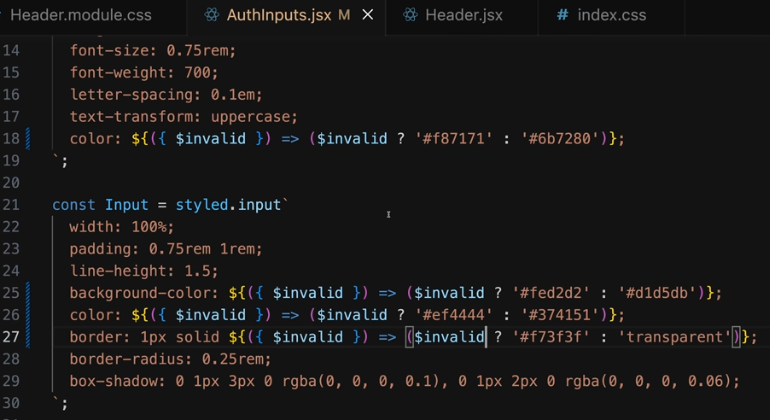 Header.module.css
AuthInputs.jsx M
Header.jsx
# index.css
14 font-size: 0.75rem;
15 font-weight: 700;
16 letter-spacing: 0.1em;
17 text-transform: uppercase;
18 color: ${({ $invalid }) => ($invalid ? '#f87171' : '#6b7280')};
19 `;
20
21 const Input = styled.input`
22 width: 100%;
23 padding: 0.75rem 1rem;
24 line-height: 1.5;
25 background-color: ${({ $invalid }) => ($invalid ? '#fed2d2' : '#d1d5db')};
26 color: ${({ $invalid }) => ($invalid ? '#ef4444' : '#374151')};
27 border: 1px solid ${({ $invalid }) => ($invalid ? '#f73f3f' : 'transparent')};
28 border-radius: 0.25rem;
29 box-shadow: 0 1px 3px 0 rgba(0, 0, 0, 0.1), 0 1px 2px 0 rgba(0, 0, 0, 0.06);
30 `;